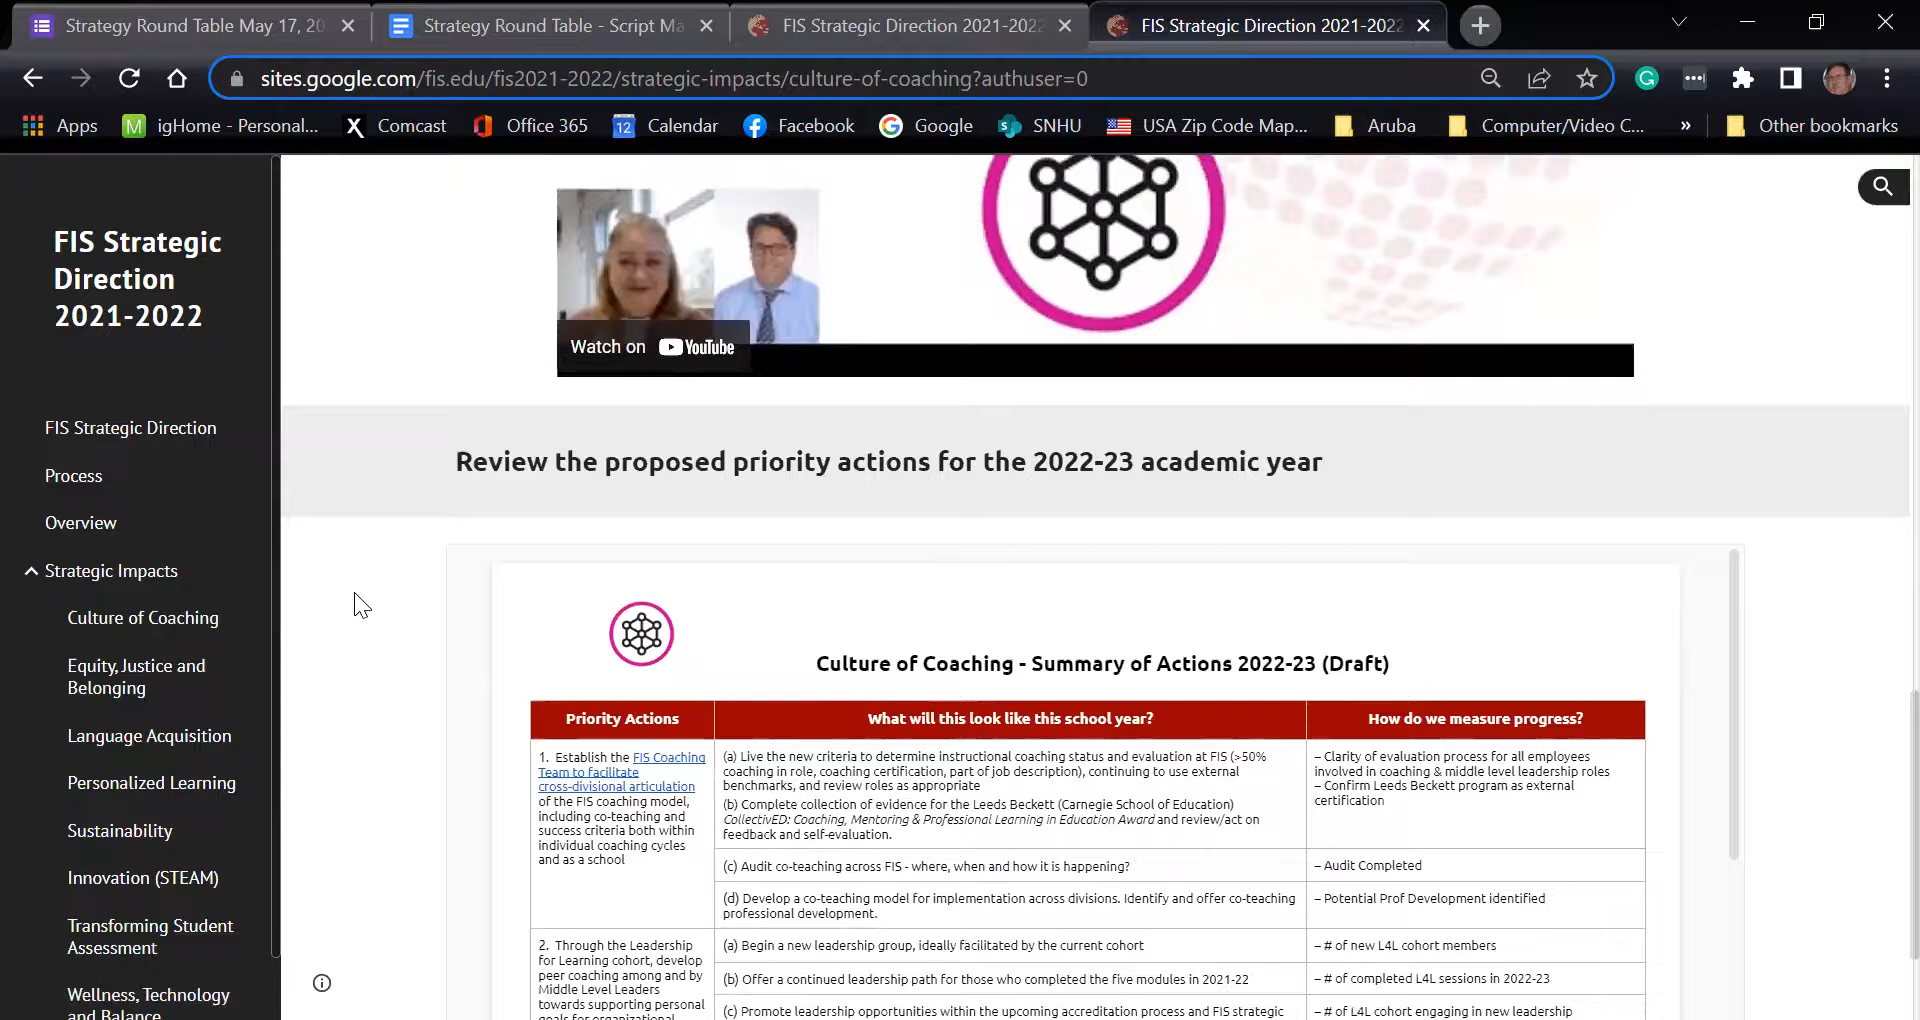 Strategy Round Table May 17, 20
Strategy Round Table - Script Ma
FIS Strategic Direction 2021-2022
FIS Strategic Direction 2021-2022
sites.google.com/fis.edu/fis2021-2022/strategic-impacts/culture-of-coaching?authuser=0
Apps
M igHome - Personal...
X Comcast
Office 365
12 Calendar
Facebook
G Google
S SNHU
USA Zip Code Map...
Aruba
Computer/Video C...
»
Other bookmarks
FIS Strategic
Direction
2021-2022
FIS Strategic Direction
Process
Overview
Strategic Impacts
Culture of Coaching
Equity, Justice and
Belonging
Language Acquisition
Personalized Learning
Sustainability
Innovation (STEAM)
Transforming Student
Assessment
Wellness, Technology
and Balance
Watch on YouTube
Review the proposed priority actions for the 2022-23 academic year
Culture of Coaching - Summary of Actions 2022-23 (Draft)
Priority Actions
What will this look like this school year?
How do we measure progress?
1. Establish the FIS Coaching
Team to facilitate
cross-divisional articulation
of the FIS coaching model,
including co-teaching and
success criteria both within
individual coaching cycles
and as a school
(a) Live the new criteria to determine instructional coaching status and evaluation at FIS (>50%
coaching in role, coaching certification, part of job description), continuing to use external
benchmarks, and review roles as appropriate
(b) Complete collection of evidence for the Leeds Beckett (Carnegie School of Education)
CollectivED: Coaching, Mentoring & Professional Learning in Education Award and review/act on
feedback and self-evaluation.
– Clarity of evaluation process for all employees
involved in coaching & middle level leadership roles
– Confirm Leeds Beckett program as external
certification
(c) Audit co-teaching across FIS - where, when and how it is happening?
– Audit Completed
(d) Develop a co-teaching model for implementation across divisions. Identify and offer co-teaching
professional development.
– Potential Prof Development identified
2. Through the Leadership
for Learning cohort, develop
peer coaching among and by
Middle Level Leaders
towards supporting personal
goals for organizational
(a) Begin a new leadership group, ideally facilitated by the current cohort
– # of new L4L cohort members
(b) Offer a continued leadership path for those who completed the five modules in 2021-22
– # of completed L4L sessions in 2022-23
(c) Promote leadership opportunities within the upcoming accreditation process and FIS strategic
– # of L4L cohort engaging in new leadership